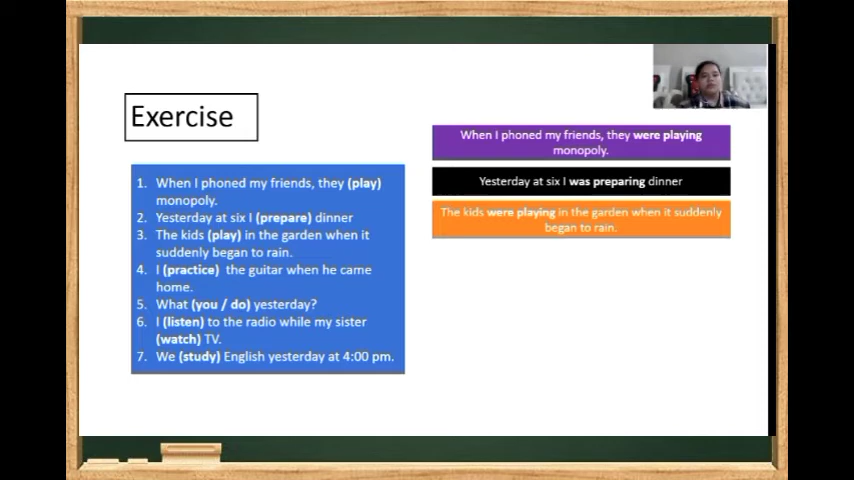 Exercise
1. When I phoned my friends, they (play)
monopoly.
2. Yesterday at six I (prepare) dinner
3. The kids (play) in the garden when it
suddenly began to rain.
4. I (practice) the guitar when he came
home.
5. What (you / do) yesterday?
6. I (listen) to the radio while my sister
(watch) TV.
7. We (study) English yesterday at 4:00 pm.
When I phoned my friends, they were playing
monopoly.
Yesterday at six I was preparing dinner
The kids were playing in the garden when it suddenly
began to rain.